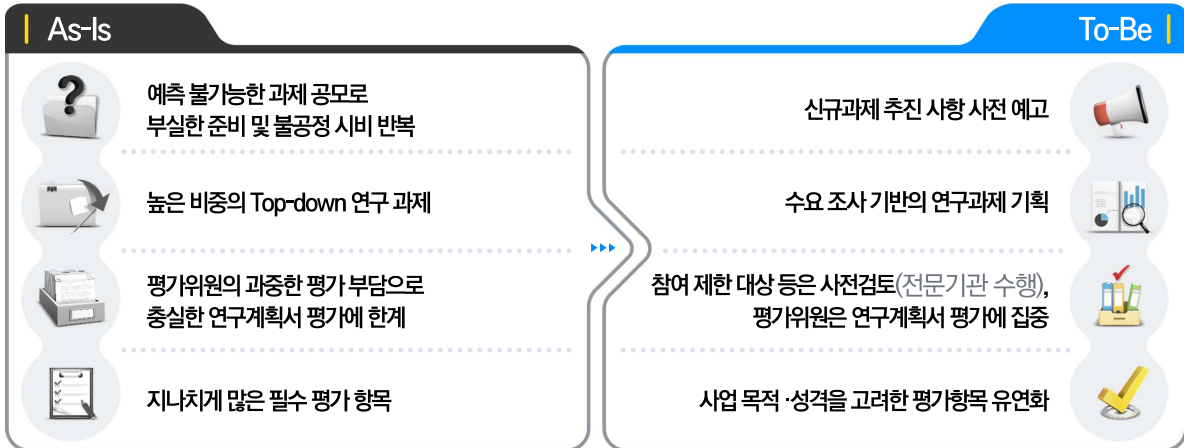 As-Is
예측 불가능한 과제 공모로
부실한 준비 및 불공정 시비 반복
높은 비중의 Top-down 연구 과제
평가위원의 과중한 평가 부담으로
충실한 연구계획서 평가에 한계
지나치게 많은 필수 평가 항목
To-Be
신규과제 추진 사항 사전 예고
수요 조사 기반의 연구과제 기획
참여 제한 대상 등은 사전검토(전문기관 수행),
평가위원은 연구계획서 평가에 집중
사업 목적·성격을 고려한 평가항목 유연화